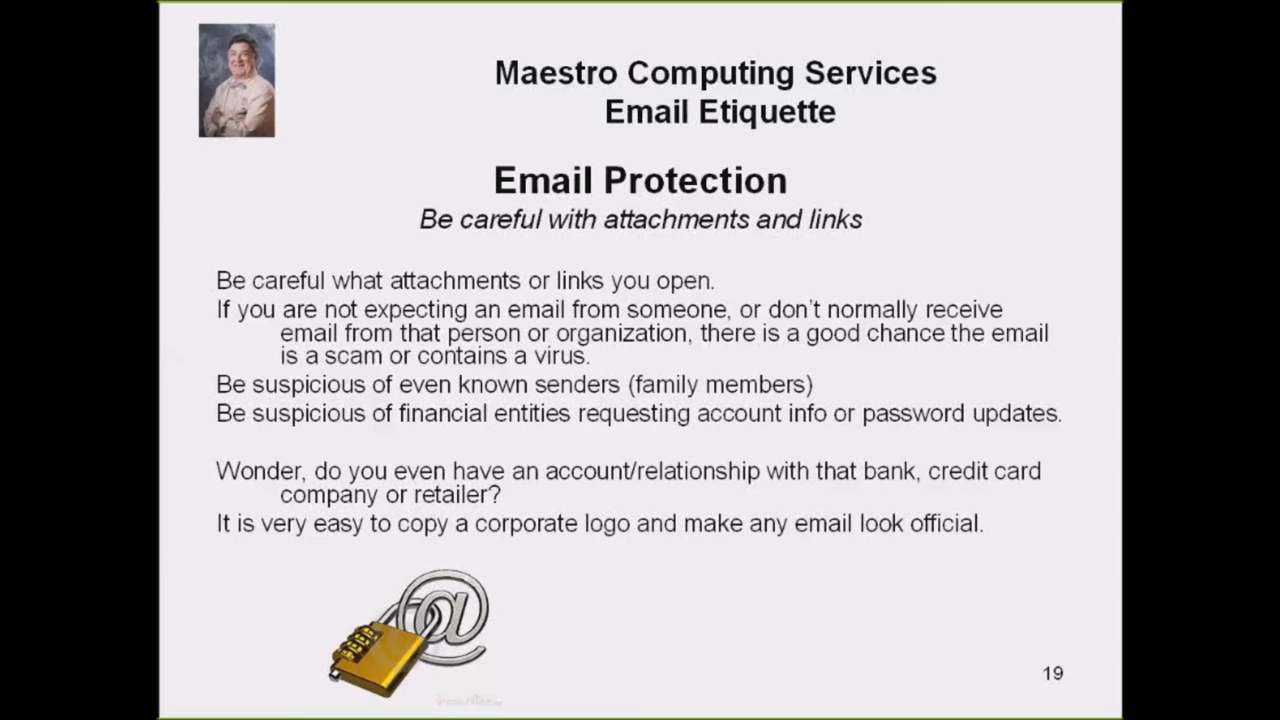 Maestro Computing Services
Email Etiquette
Email Protection
Be careful with attachments and links
Be careful what attachments or links you open.
If you are not expecting an email from someone, or don't normally receive
email from that person or organization, there is a good chance the email
is a scam or contains a virus.
Be suspicious of even known senders (family members)
Be suspicious of financial entities requesting account info or password updates.
Wonder, do you even have an account/relationship with that bank, credit card
company or retailer?
It is very easy to copy a corporate logo and make any email look official.
@
19